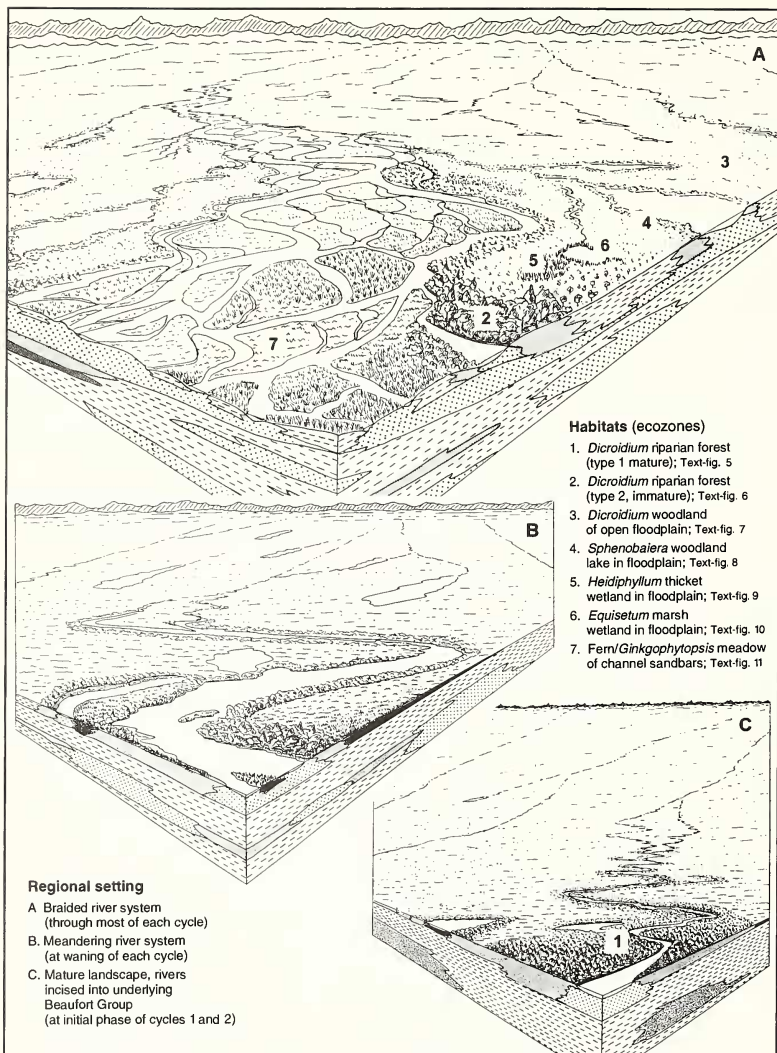 A
3
4
6
5
2
7
Habitats (ecozones)
1. Dicroidium riparian forest
(type 1 mature); Text-fig. 5
2. Dicroidium riparian forest
(type 2, immature); Text-fig. 6
3. Dicroidium woodland
of open floodplain; Text-fig. 7
4. Sphenobaiera woodland
lake in floodplain; Text-fig. 8
5. Heidiphyllum thicket
wetland in floodplain; Text-fig. 9
6. Equisetum marsh
wetland in floodplain; Text-fig. 10
7. Fern/Ginkgophytopsis meadow
of channel sandbars; Text-fig. 11
B
C
1
Regional setting
A Braided river system
(through most of each cycle)
B. Meandering river system
(at waning of each cycle)
C. Mature landscape, rivers
incised into underlying
Beaufort Group
(at initial phase of cycles 1 and 2)